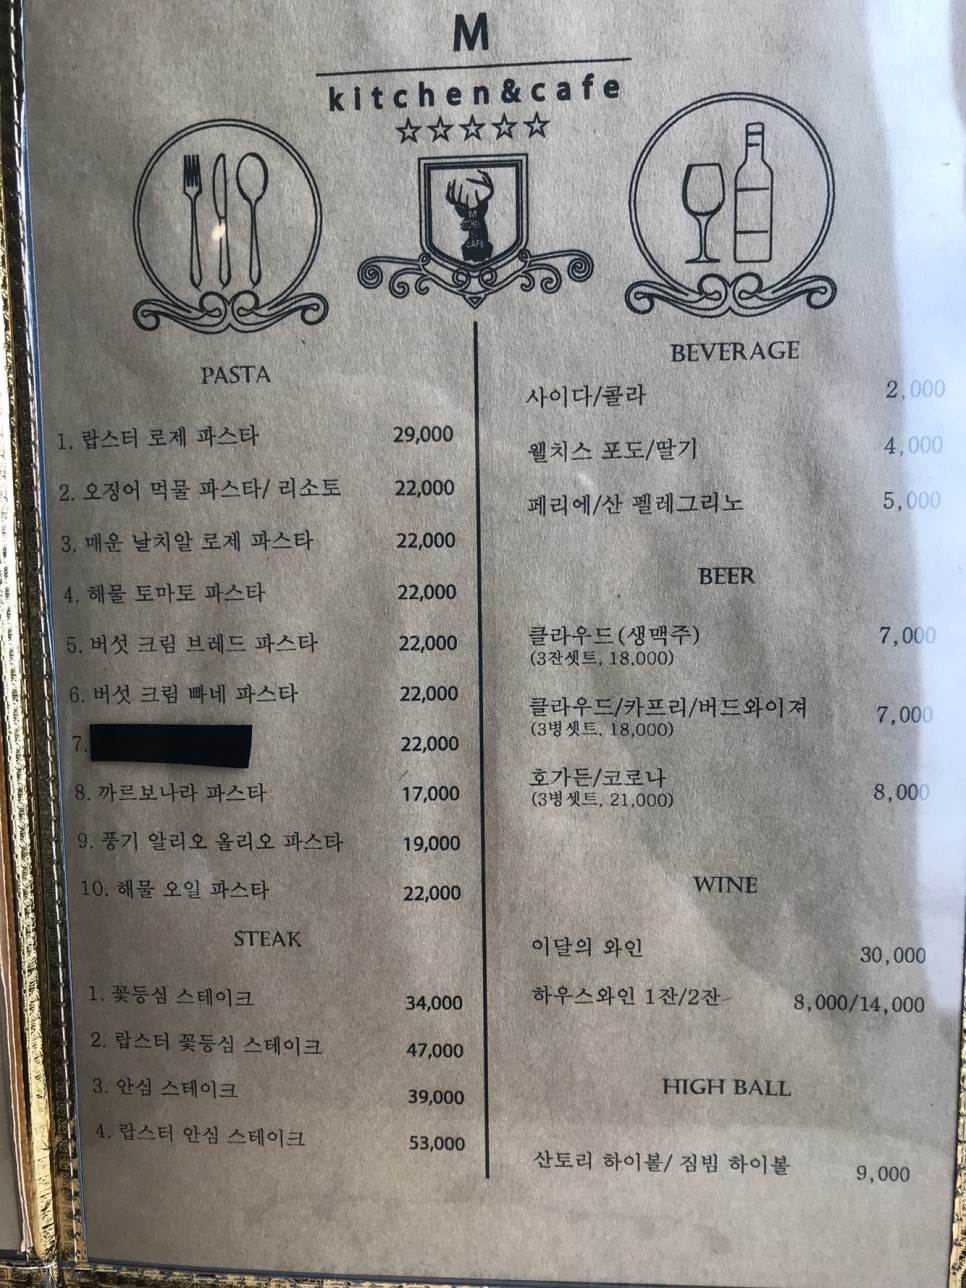 M
kitchen&cafe
M
KITCHEN
CAFE
PASTA
1. 랍스터 로제 파스타 29,000
2. 오징어 먹물 파스타/ 리소토 22,000
3. 매운 날치알 로제 파스타 22,000
4. 해물 토마토 파스타 22,000
5. 버섯 크림 브레드 파스타 22,000
6. 버섯 크림 빠네 파스타 22,000
7. 22,000
8. 까르보나라 파스타 17,000
9. 풍기 알리오 올리오 파스타 19,000
10. 해물 오일 파스타 22,000
STEAK
1. 꽃등심 스테이크 34,000
2. 랍스터 꽃등심 스테이크 47,000
3. 안심 스테이크 39,000
4. 랍스터 안심 스테이크 53,000
BEVERAGE
사이다/콜라 2,000
웰치스 포도/딸기 4,000
페리에/산 펠레그리노 5,000
BEER
클라우드(생맥주) 7,000
(3잔셋트, 18,000)
클라우드/카프리/버드와이져 7,000
(3병셋트, 18,000)
호가든/코로나 8,000
(3병셋트, 21,000)
WINE
이달의 와인 30,000
하우스와인 1잔/2잔 8,000/14,000
HIGH BALL
산토리 하이볼/ 짐빔 하이볼 9,000